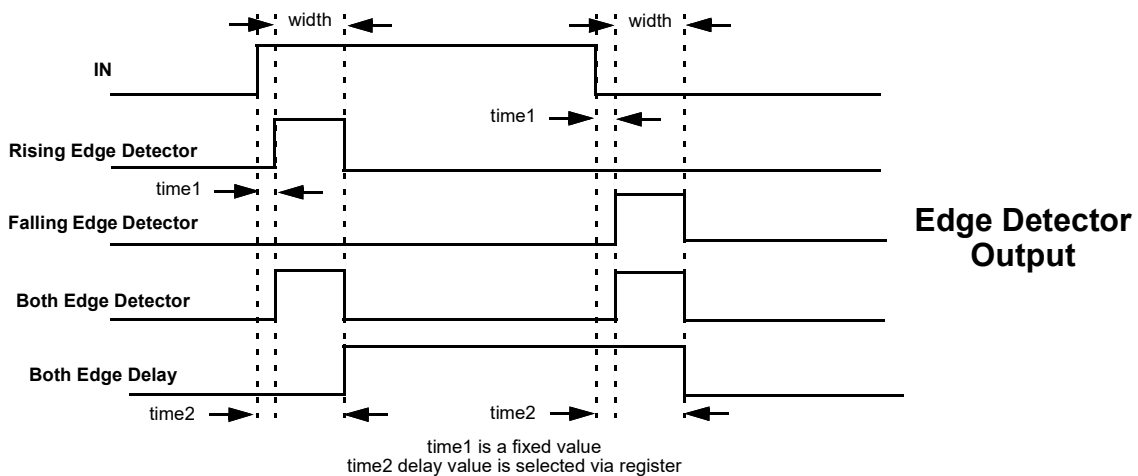 width
width
IN
time1
Rising Edge Detector
time1
Falling Edge Detector
Edge Detector
Output
Both Edge Detector
Both Edge Delay
time2
time2
time1 is a fixed value
time2 delay value is selected via register